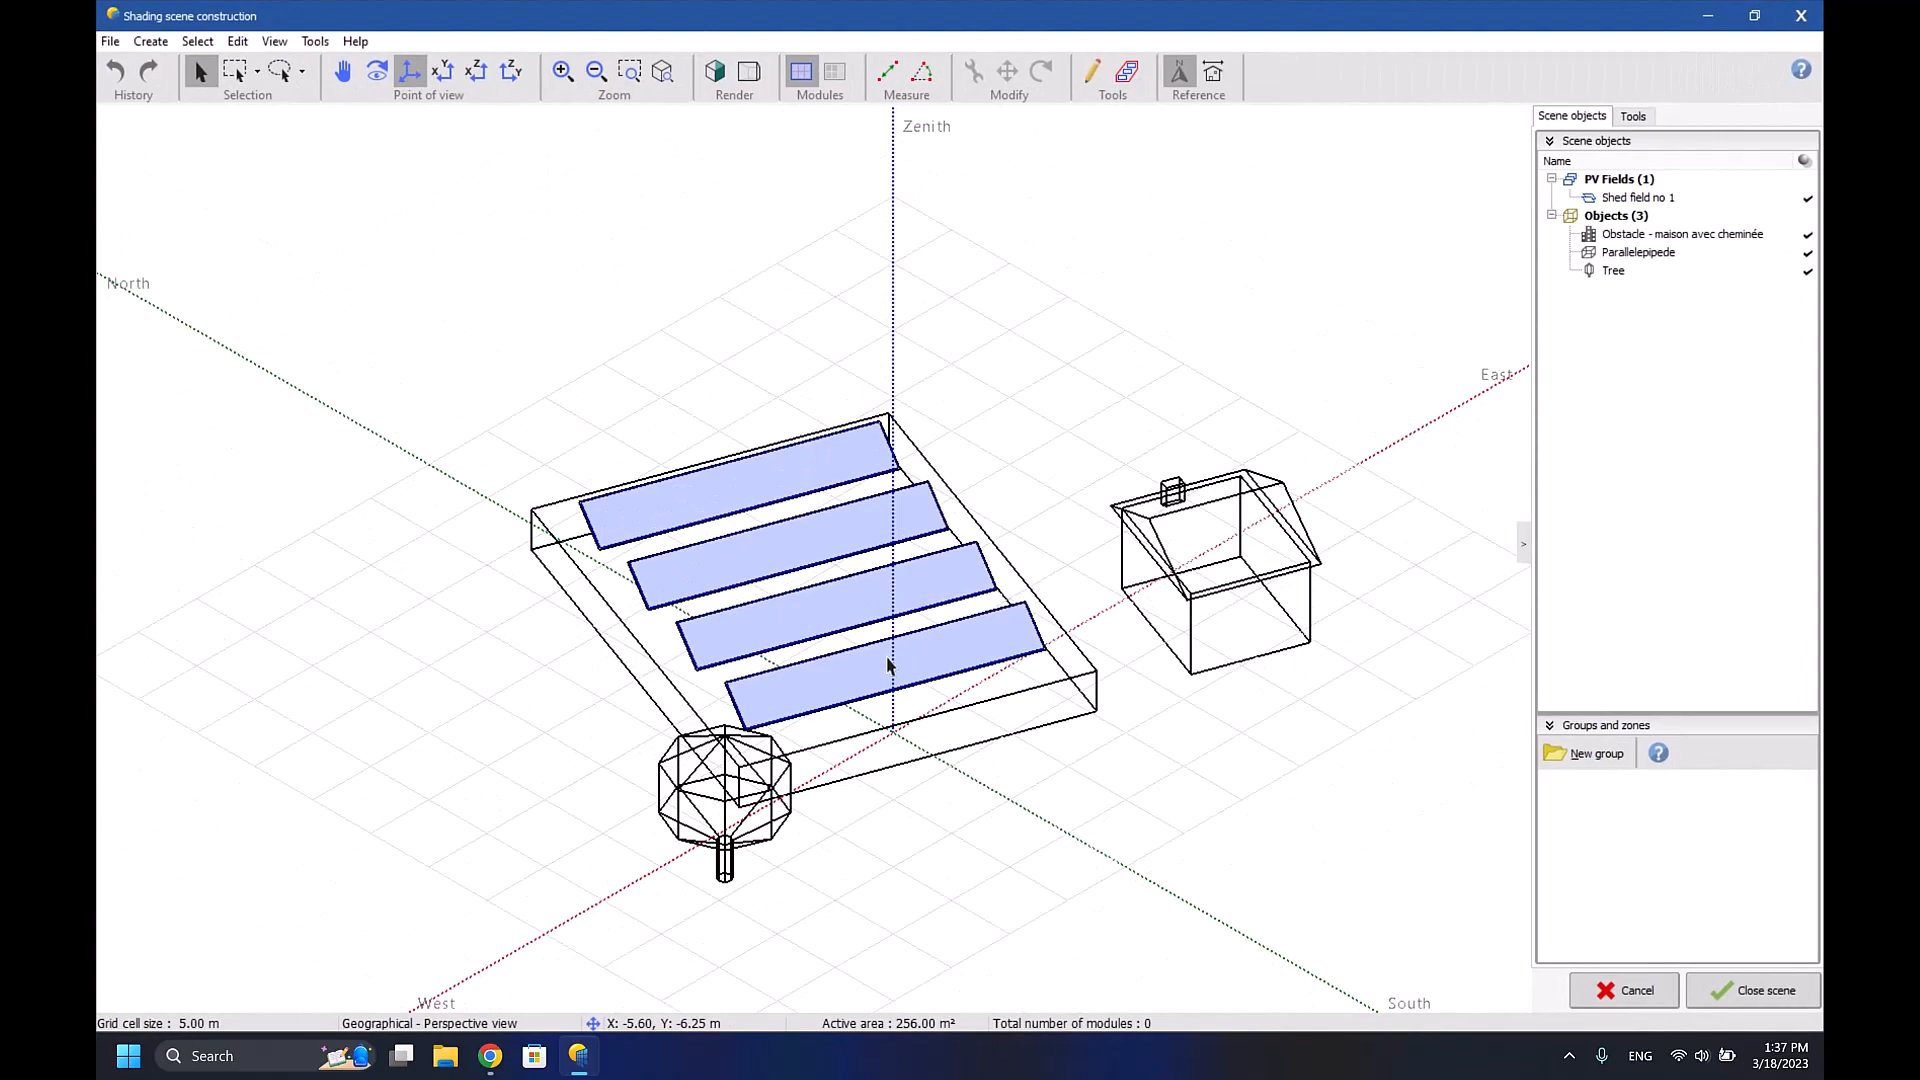 Shading scene construction
File Create Select Edit View Tools Help
History Selection Point of view Zoom Render Modules Measure Modify Tools Reference
Zenith
North
East
West
South
Scene objects Tools
Scene objects
Name
PV Fields (1)
Shed field no 1
Objects (3)
Obstacle - maison avec cheminée
Parallelepipede
Tree
Groups and zones
New group
Cancel Close scene
Grid cell size : 5.00 m Geographical - Perspective view X: -5.60, Y: -6.25 m Active area : 256.00 m² Total number of modules : 0
Search
ENG
1:37 PM
3/18/2023